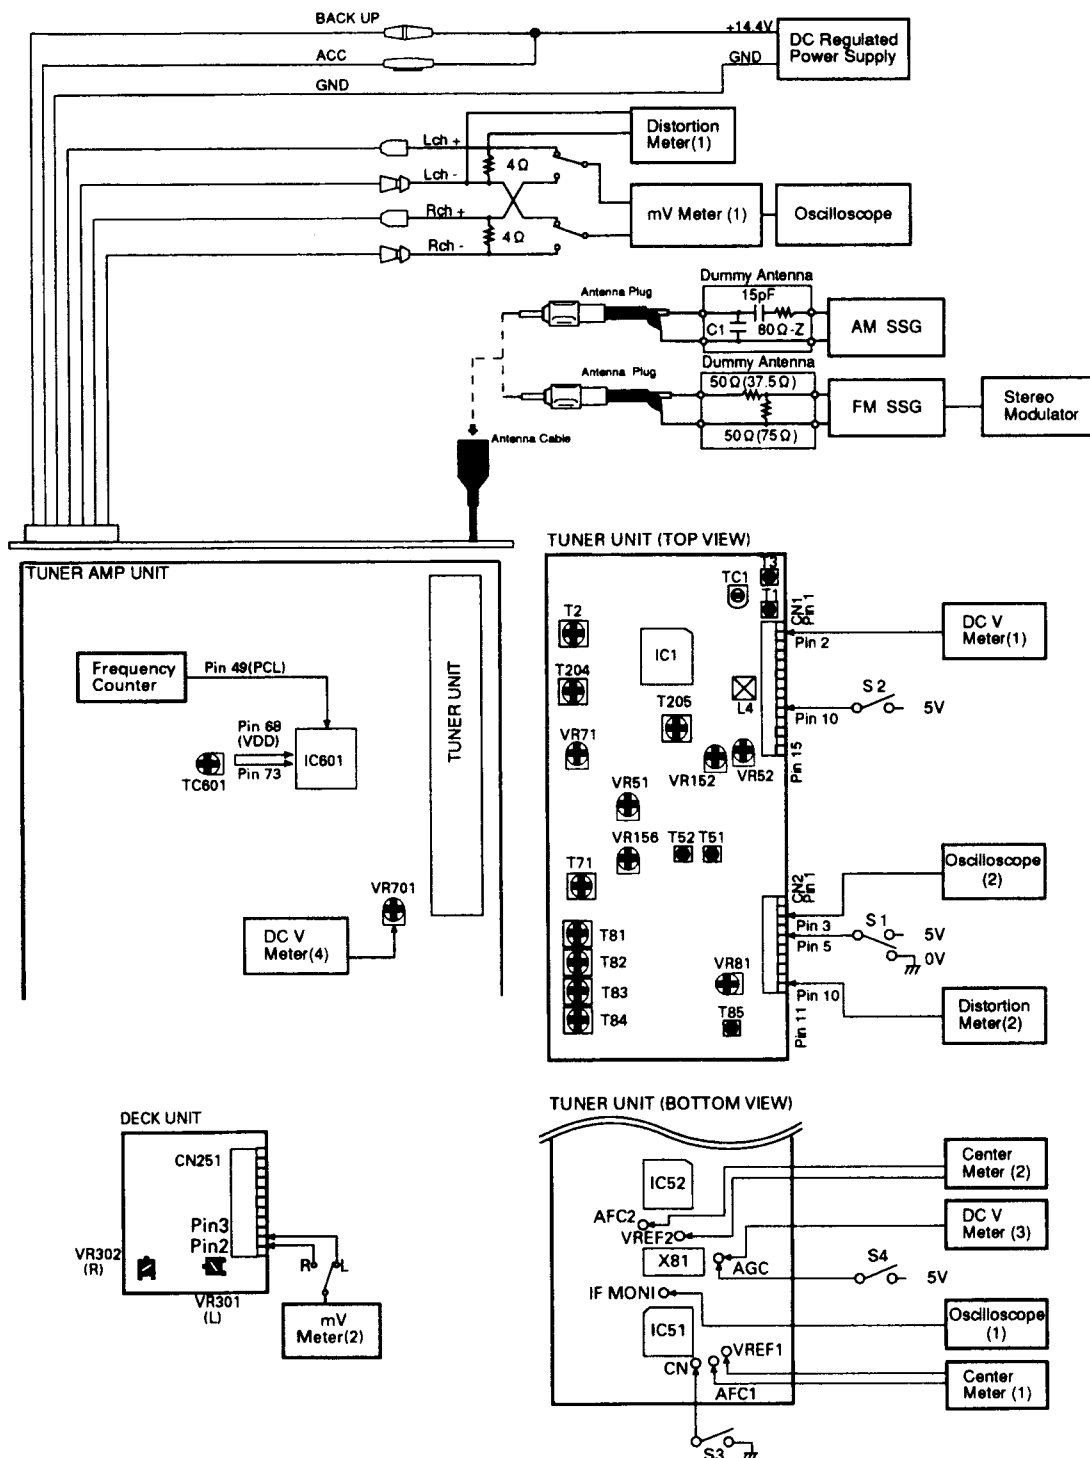 BACK UP
ACC
GND
+14.4V
GND
DC Regulated
Power Supply
Lch +
Lch -
Rch +
Rch -
4Ω
4Ω
Distortion
Meter(1)
mV Meter (1)
Oscilloscope
Antenna Plug
Dummy Antenna
15pF
C1
80Ω-Z
AM SSG
Antenna Plug
Dummy Antenna
50Ω(37.5Ω)
50Ω(75Ω)
FM SSG
Stereo
Modulator
Antenna Cable
TUNER AMP UNIT
Frequency
Counter
Pin 49(PCL)
Pin 68
(VDD)
Pin 73
TC601
IC601
TUNER UNIT
VR701
DC V
Meter(4)
TUNER UNIT (TOP VIEW)
T3
TC1
T1
CN1
Pin 1
Pin 2
DC V
Meter(1)
T2
IC1
T204
L4
T205
Pin 10
S2
5V
VR71
VR152
VR52
Pin 15
VR51
VR156
T52
T51
T71
CN2
Pin 1
Oscilloscope
(2)
Pin 3
Pin 5
S1
5V
0V
T81
T82
T83
T84
VR81
T85
Pin 10
Pin 11
Distortion
Meter(2)
DECK UNIT
CN251
Pin3
Pin2
VR302
(R)
VR301
(L)
R
L
mV
Meter(2)
TUNER UNIT (BOTTOM VIEW)
IC52
AFC2
VREF2
Center
Meter (2)
DC V
Meter (3)
X81
AGC
S4
5V
IF MONI
Oscilloscope
(1)
IC51
VREF1
CN
AFC1
Center
Meter (1)
S3